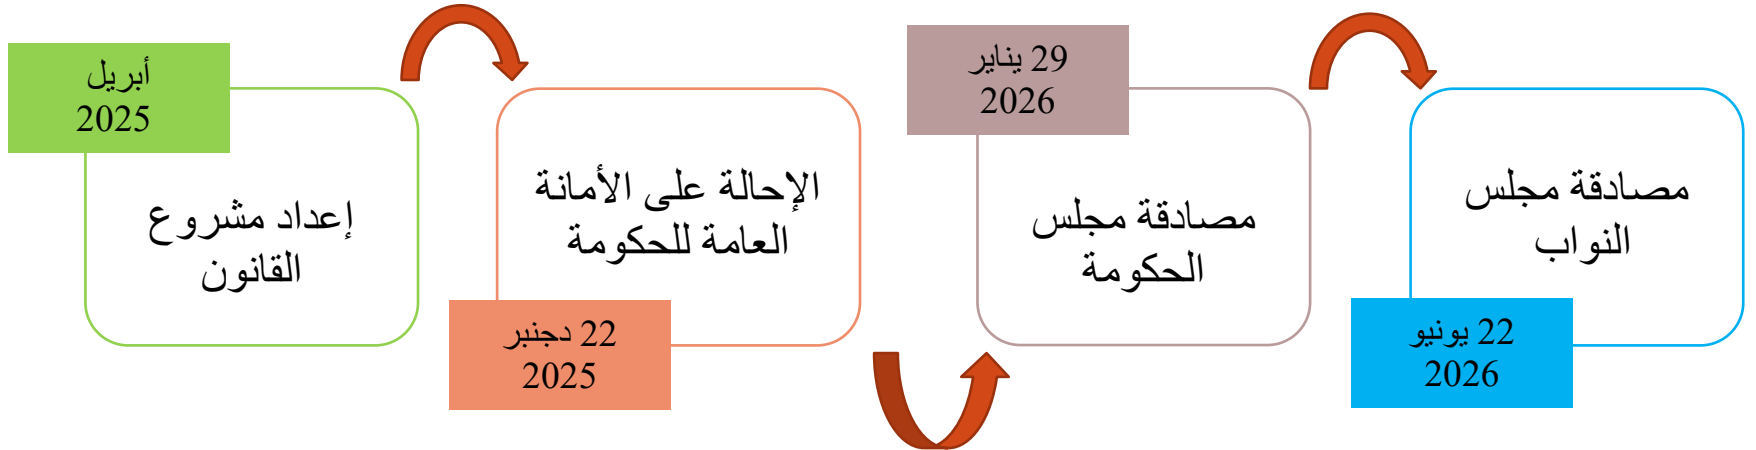 أبريل
2025
إعداد مشروع
القانون
الإحالة على الأمانة
العامة للحكومة
22 دجنبر
2025
29 يناير
2026
مصادقة مجلس
الحكومة
مصادقة مجلس
النواب
22 يونيو
2026